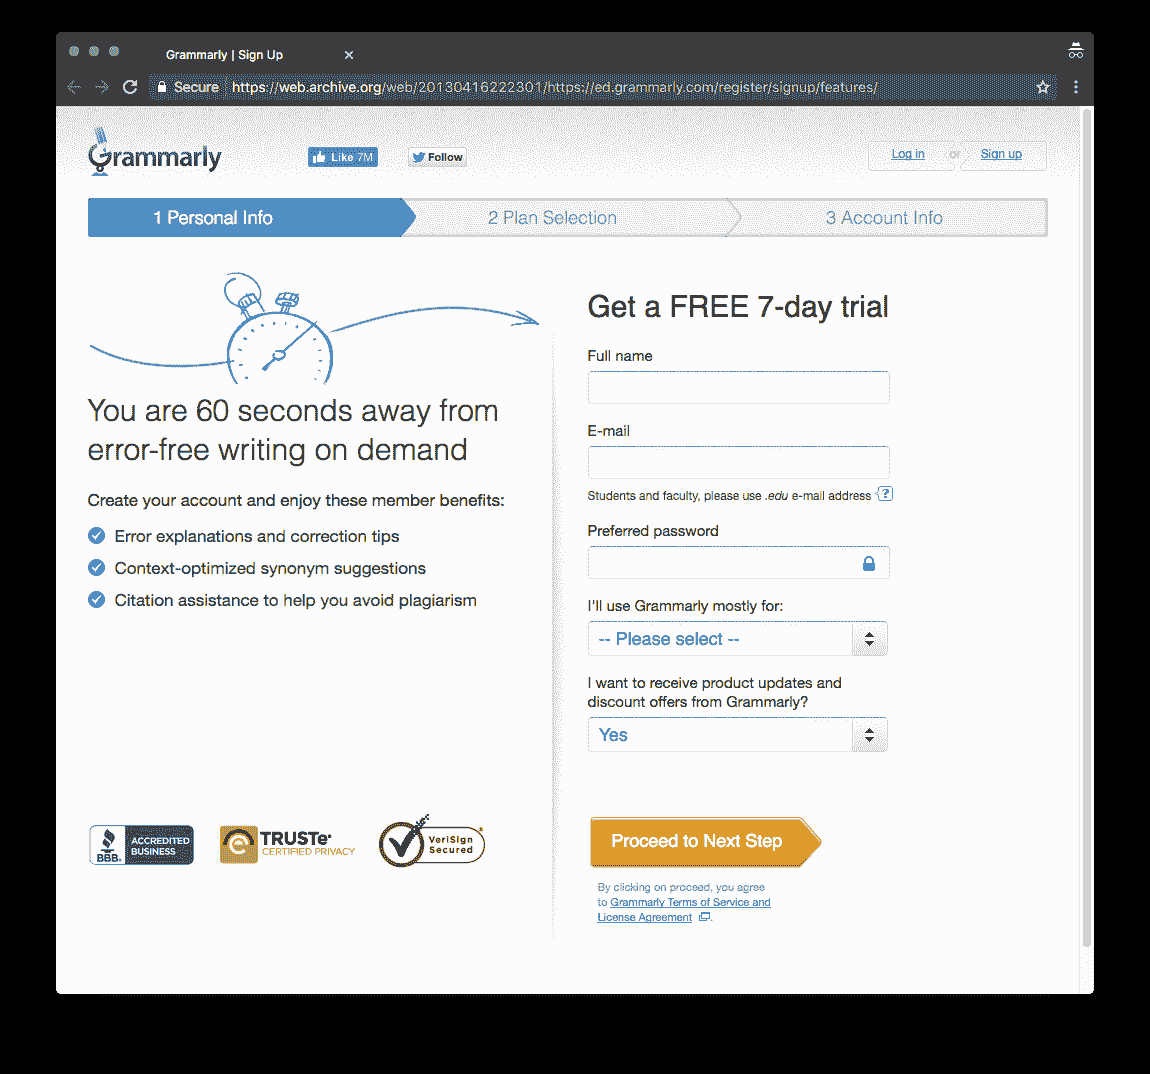 Grammarly | Sign Up
Secure https://web.archive.org/web/20130416222301/https://ed.grammarly.com/register/signup/features/
Grammarly
Like 7M
Follow
Log in or Sign up
1 Personal Info
2 Plan Selection
3 Account Info
You are 60 seconds away from
error-free writing on demand
Create your account and enjoy these member benefits:
Error explanations and correction tips
Context-optimized synonym suggestions
Citation assistance to help you avoid plagiarism
BBB.
ACCREDITED
BUSINESS
TRUSTe
CERTIFIED PRIVACY
VeriSign
Secured
Get a FREE 7-day trial
Full name
E-mail
Students and faculty, please use .edu e-mail address ?
Preferred password
I'll use Grammarly mostly for:
-- Please select --
I want to receive product updates and
discount offers from Grammarly?
Yes
Proceed to Next Step
By clicking on proceed, you agree
to Grammarly Terms of Service and
License Agreement .